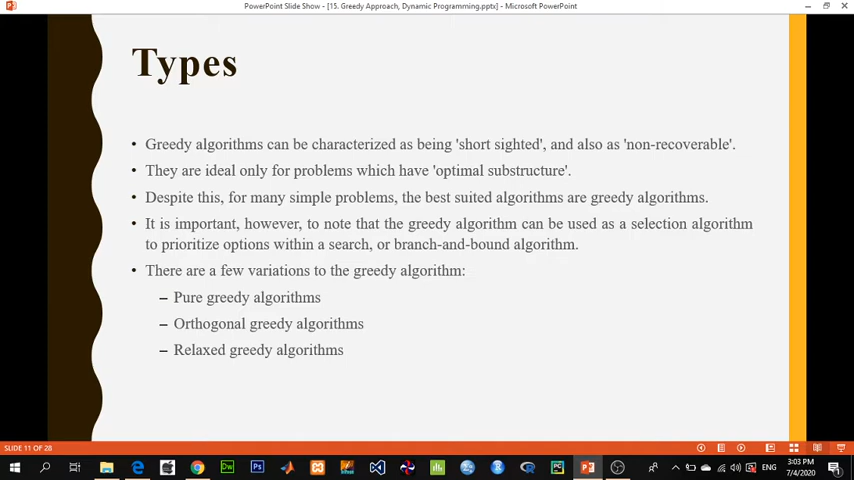 PowerPoint Slide Show - [15. Greedy Approach, Dynamic Programming.pptx] - Microsoft PowerPoint
Types
• Greedy algorithms can be characterized as being 'short sighted', and also as 'non-recoverable'.
• They are ideal only for problems which have 'optimal substructure'.
• Despite this, for many simple problems, the best suited algorithms are greedy algorithms.
• It is important, however, to note that the greedy algorithm can be used as a selection algorithm
to prioritize options within a search, or branch-and-bound algorithm.
• There are a few variations to the greedy algorithm:
– Pure greedy algorithms
– Orthogonal greedy algorithms
– Relaxed greedy algorithms
SLIDE 11 OF 28
Dw
Ps
R
PC
ENG
3:03 PM
7/4/2020